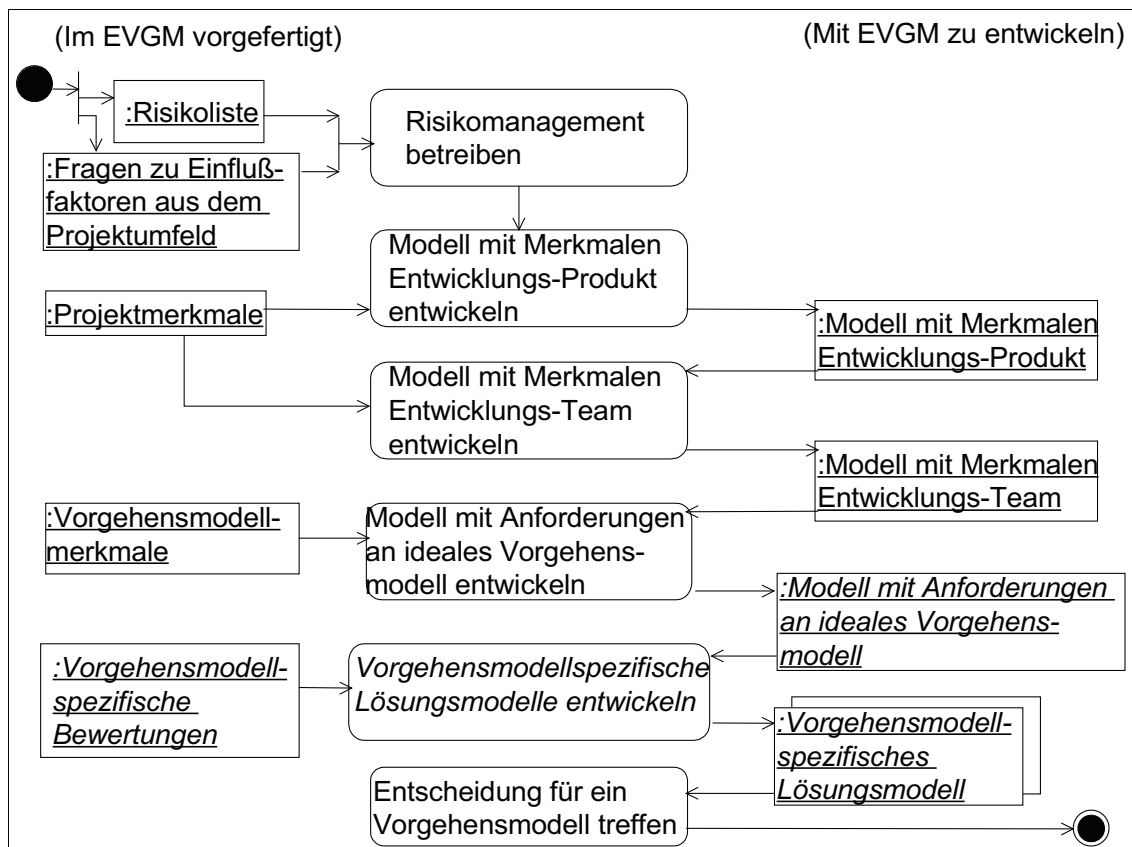 (Im EVGM vorgefertigt)
(Mit EVGM zu entwickeln)
:Risikoliste
Risikomanagement
betreiben
:Fragen zu Einfluß-
faktoren aus dem
Projektumfeld
Modell mit Merkmalen
Entwicklungs-Produkt
entwickeln
:Projektmerkmale
:Modell mit Merkmalen
Entwicklungs-Produkt
Modell mit Merkmalen
Entwicklungs-Team
entwickeln
:Modell mit Merkmalen
Entwicklungs-Team
:Vorgehensmodell-
merkmale
Modell mit Anforderungen
an ideales Vorgehens-
modell entwickeln
:Modell mit Anforderungen
an ideales Vorgehens-
modell
:Vorgehensmodell-
spezifische
Bewertungen
Vorgehensmodellspezifische
Lösungsmodelle entwickeln
:Vorgehensmodell-
spezifisches
Lösungsmodell
Entscheidung für ein
Vorgehensmodell treffen